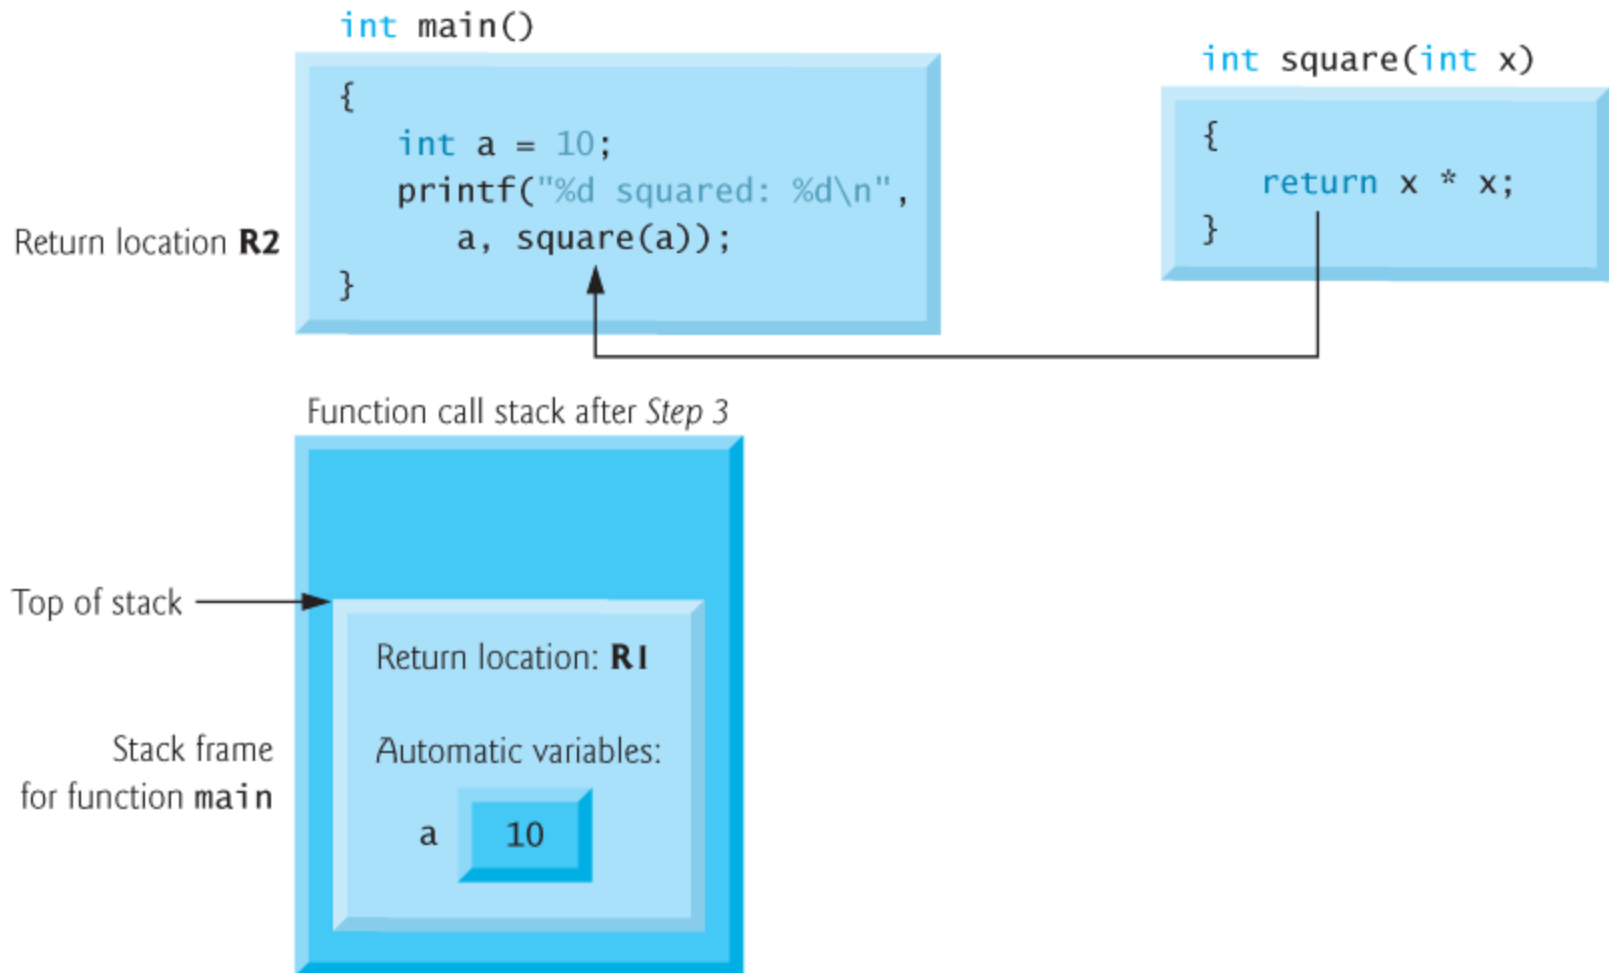 int main()
{
int a = 10;
printf("%d squared: %d\n",
a, square(a));
}
Return location R2
int square(int x)
{
return x * x;
}
Function call stack after Step 3
Top of stack
Return location: R1
Automatic variables:
a 10
Stack frame
for function main